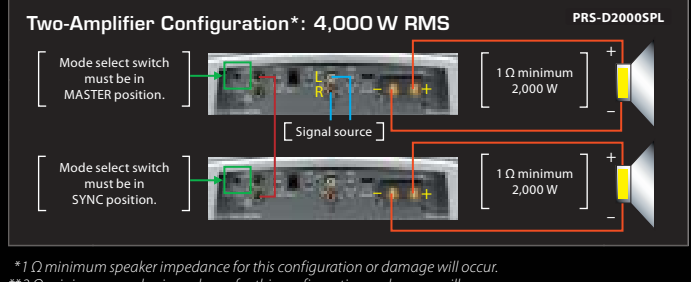 Two-Amplifier Configuration*: 4,000 W RMS
PRS-D2000SPL
Mode select switch
must be in
MASTER position.
L
R
– +
1 Ω minimum
2,000 W
+
–
[ Signal source ]
Mode select switch
must be in
SYNC position.
– +
1 Ω minimum
2,000 W
+
–
*1 Ω minimum speaker impedance for this configuration or damage will occur.